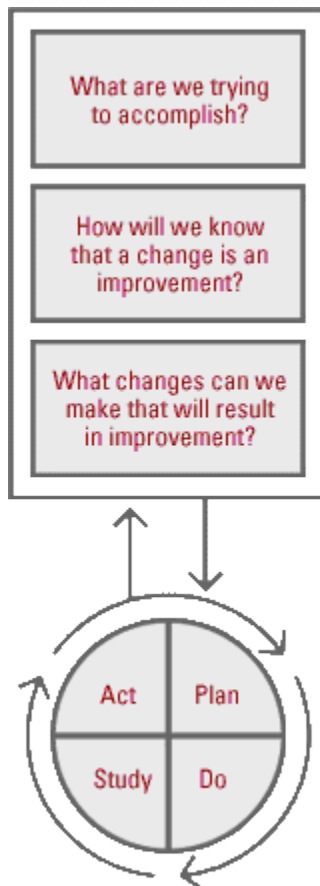 What are we trying
to accomplish?
How will we know
that a change is an
improvement?
What changes can we
make that will result
in improvement?
Act
Plan
Study
Do